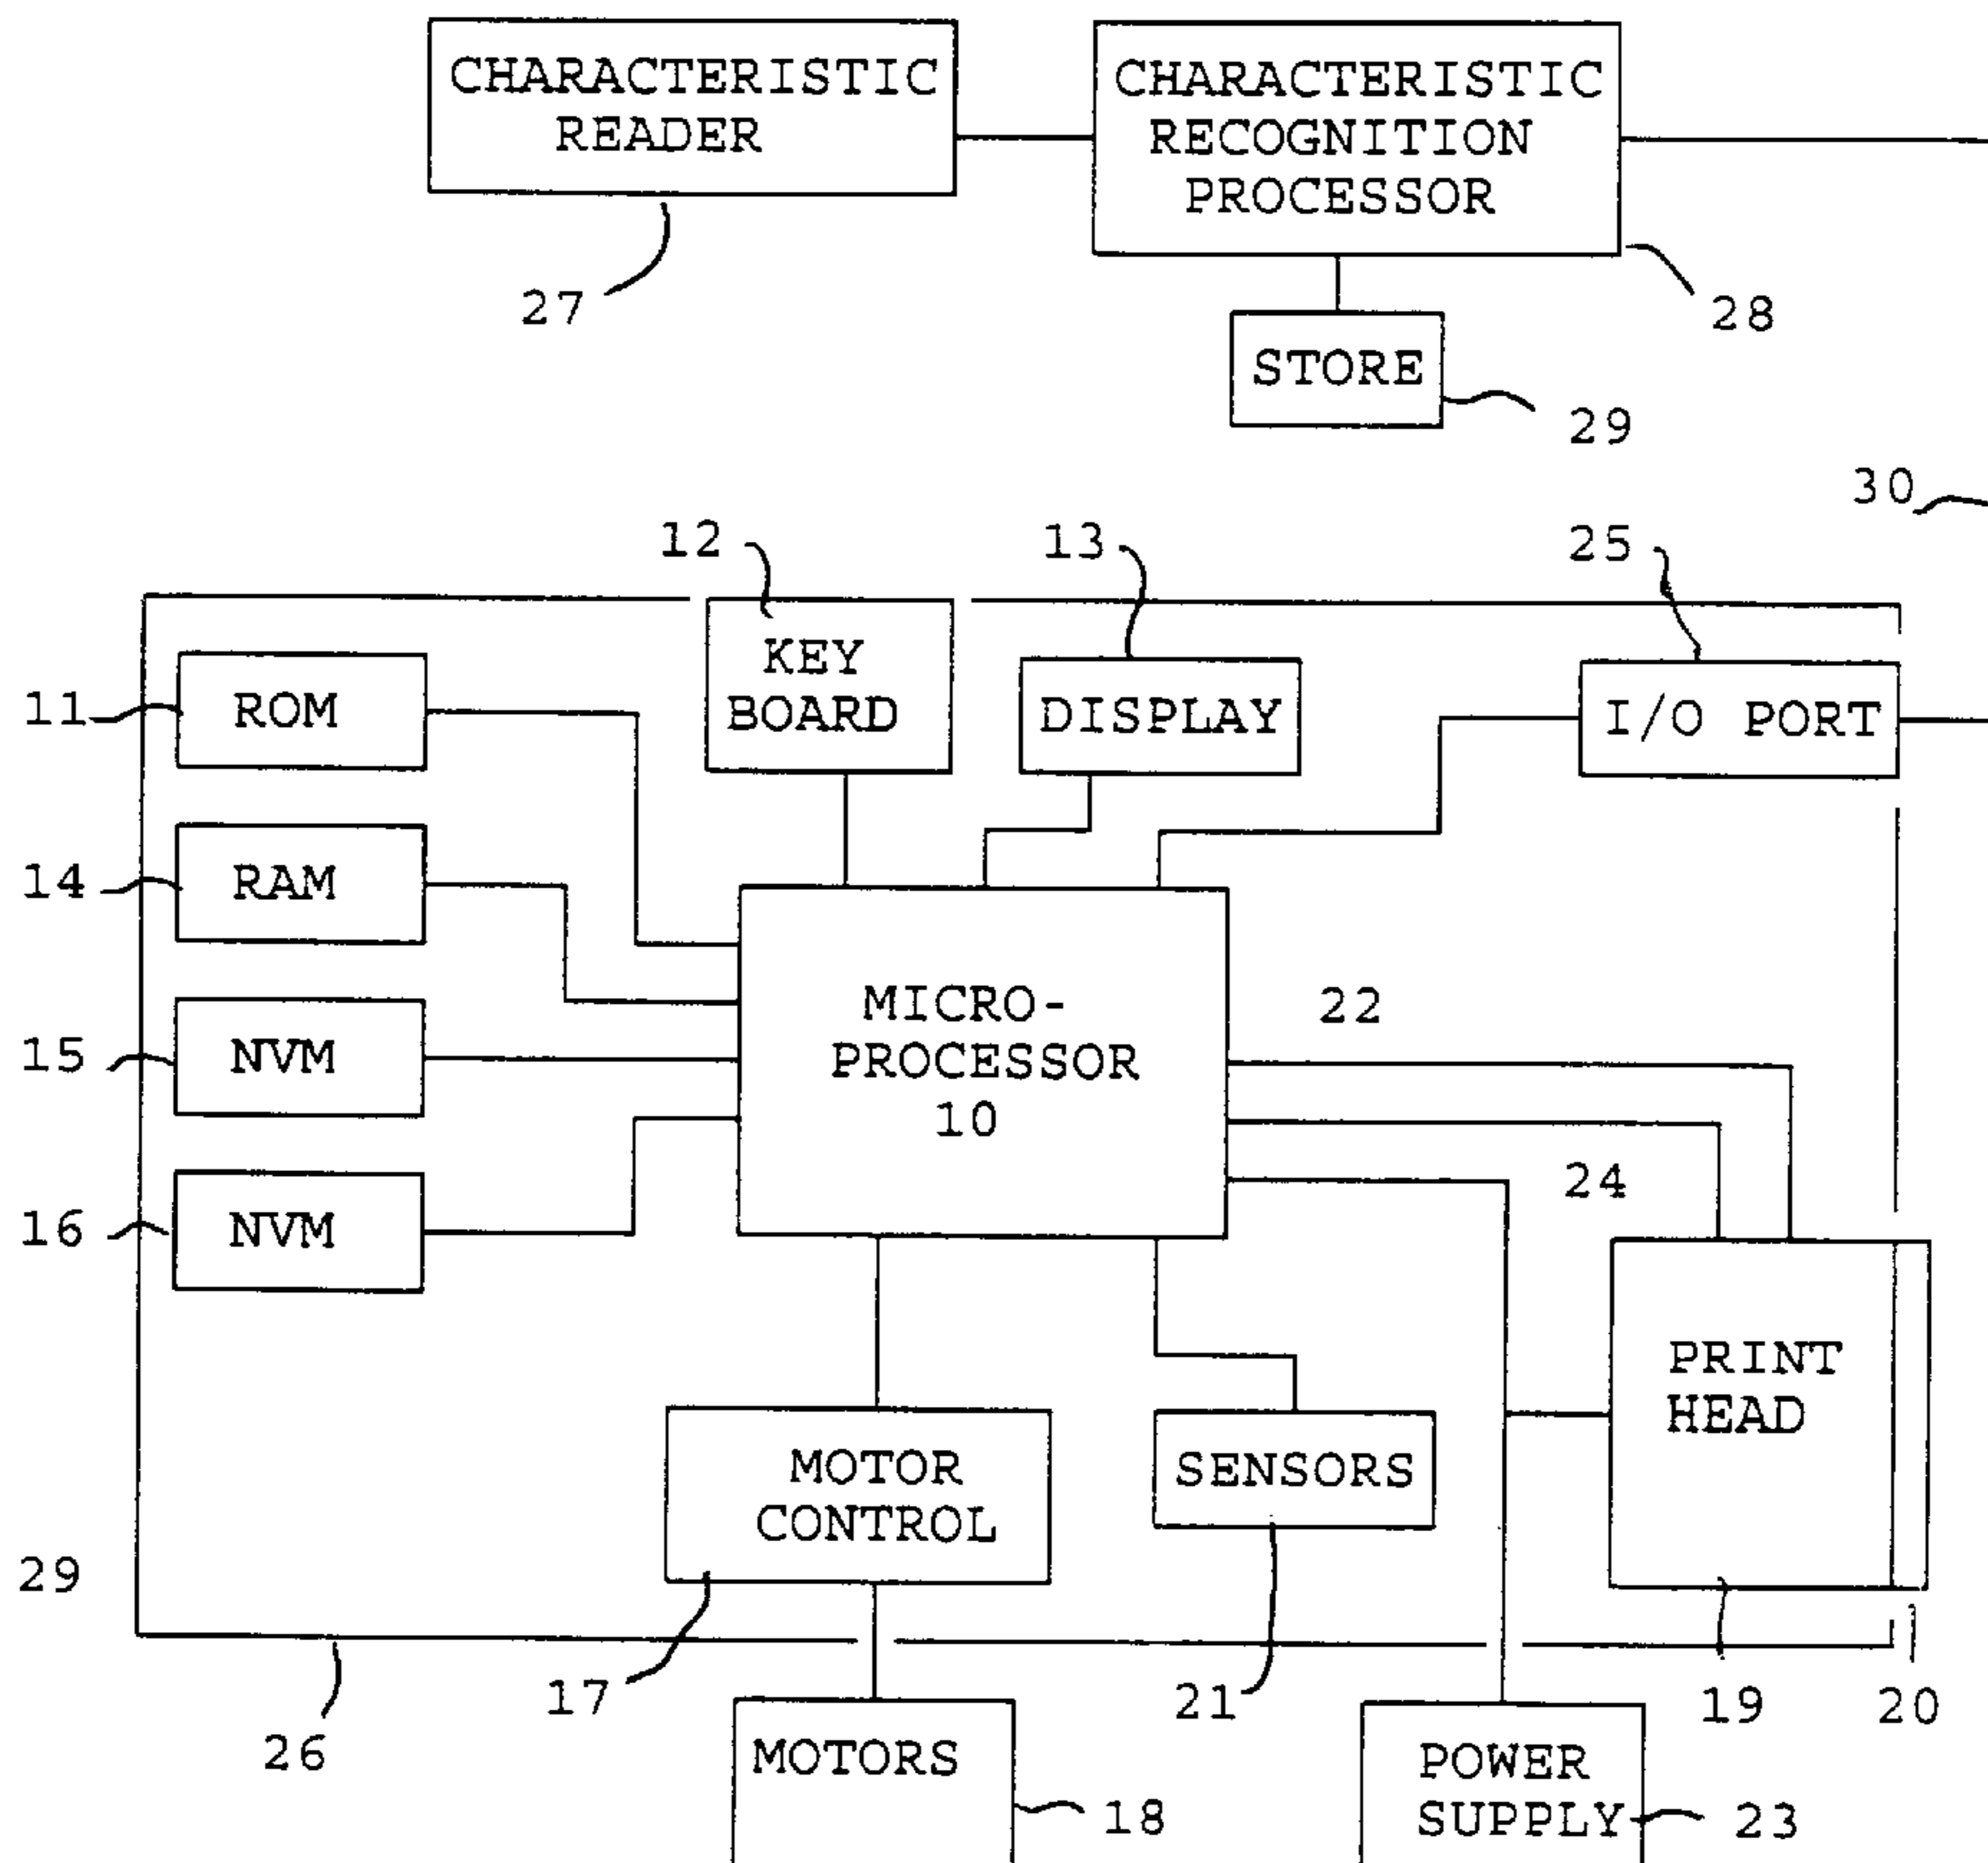 CHARACTERISTIC
READER
CHARACTERISTIC
RECOGNITION
PROCESSOR
27
28
STORE
29
30
12
13
25
KEY
BOARD
11
ROM
DISPLAY
I/O PORT
14
RAM
MICRO-
PROCESSOR
10
22
15
NVM
24
16
NVM
PRINT
HEAD
MOTOR
CONTROL
SENSORS
29
17
21
19
20
26
MOTORS
18
POWER
SUPPLY
23